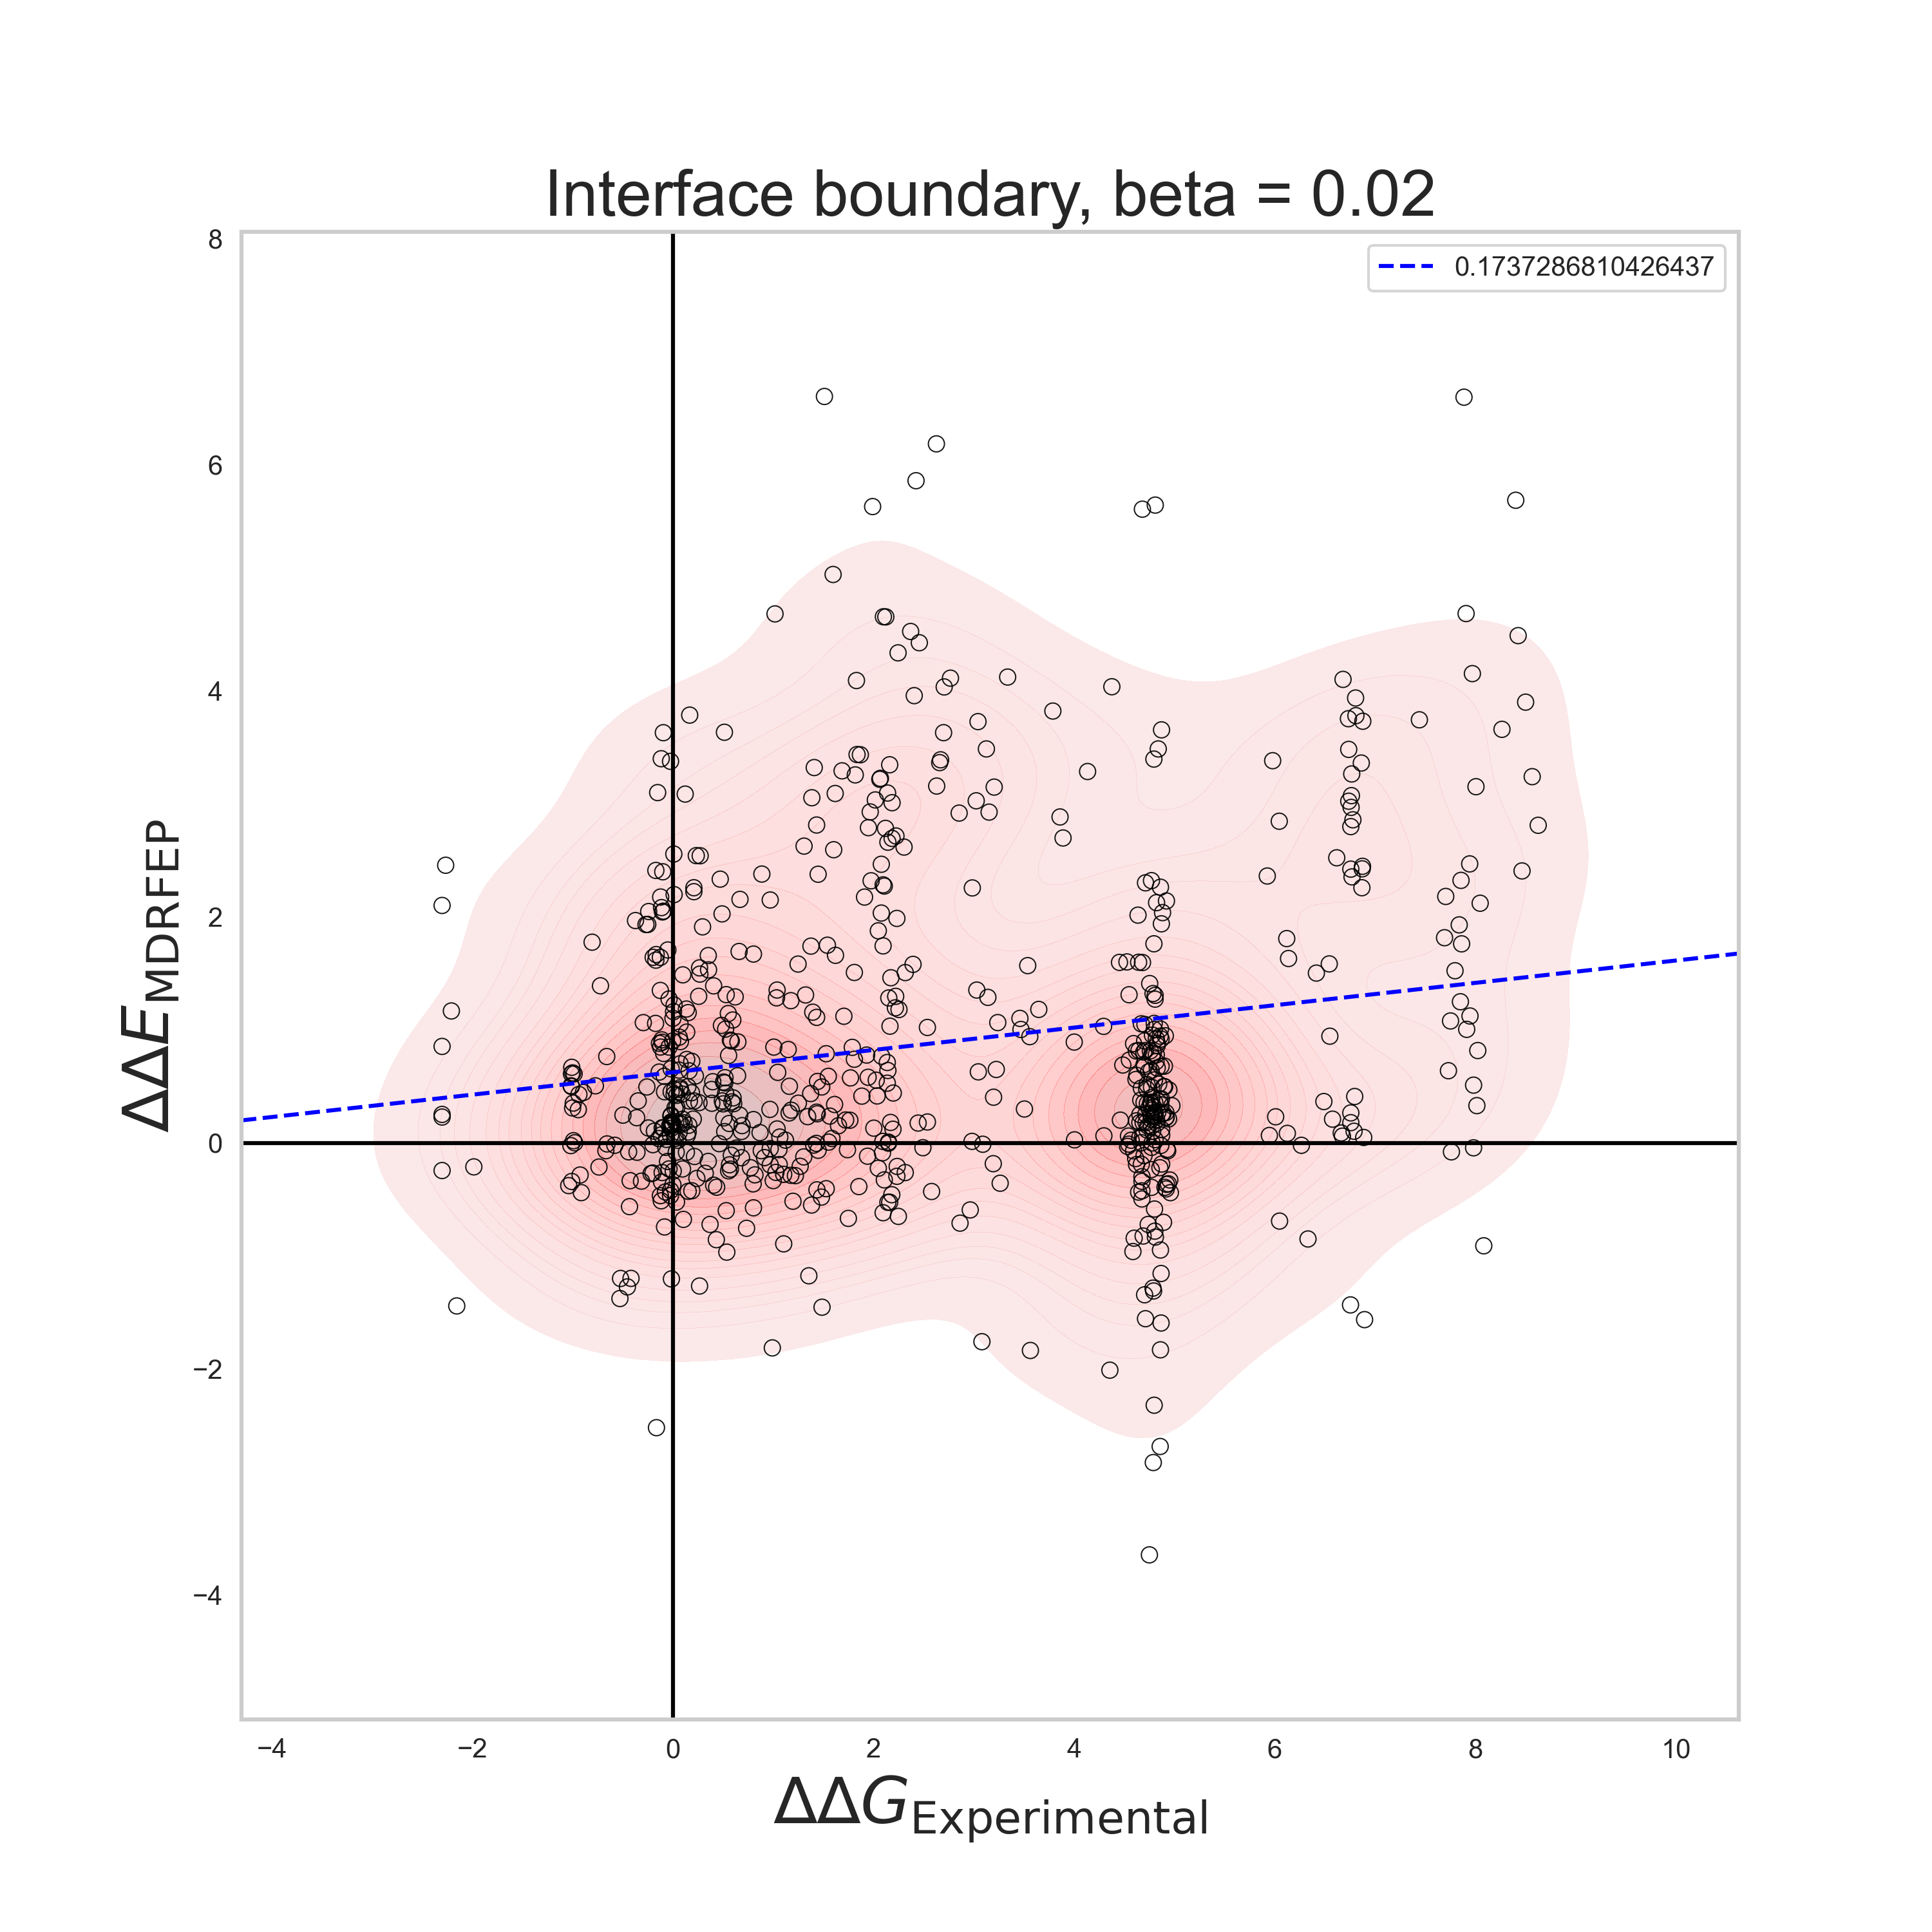 Interface boundary, beta = 0.02
0.1737286810426437
8
6
4
2
0
−2
−4
ΔΔE_MDRFEP
−4 −2 0 2 4 6 8 10
ΔΔG_Experimental